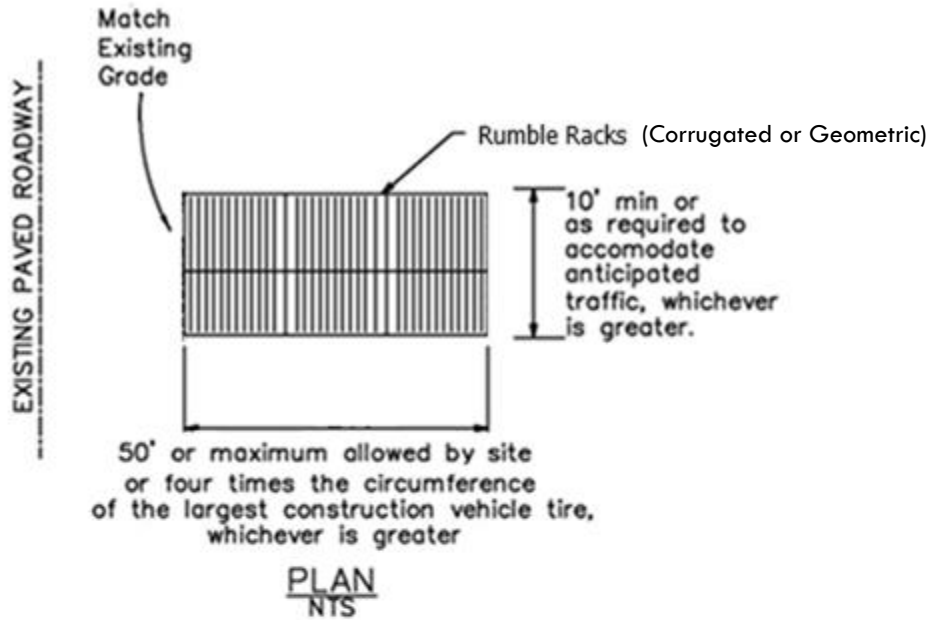 Match
Existing
Grade
EXISTING PAVED ROADWAY
Rumble Racks (Corrugated or Geometric)
10' min or
as required to
accomodate
anticipated
traffic, whichever
is greater.
50' or maximum allowed by site
or four times the circumference
of the largest construction vehicle tire,
whichever is greater
PLAN
NTS